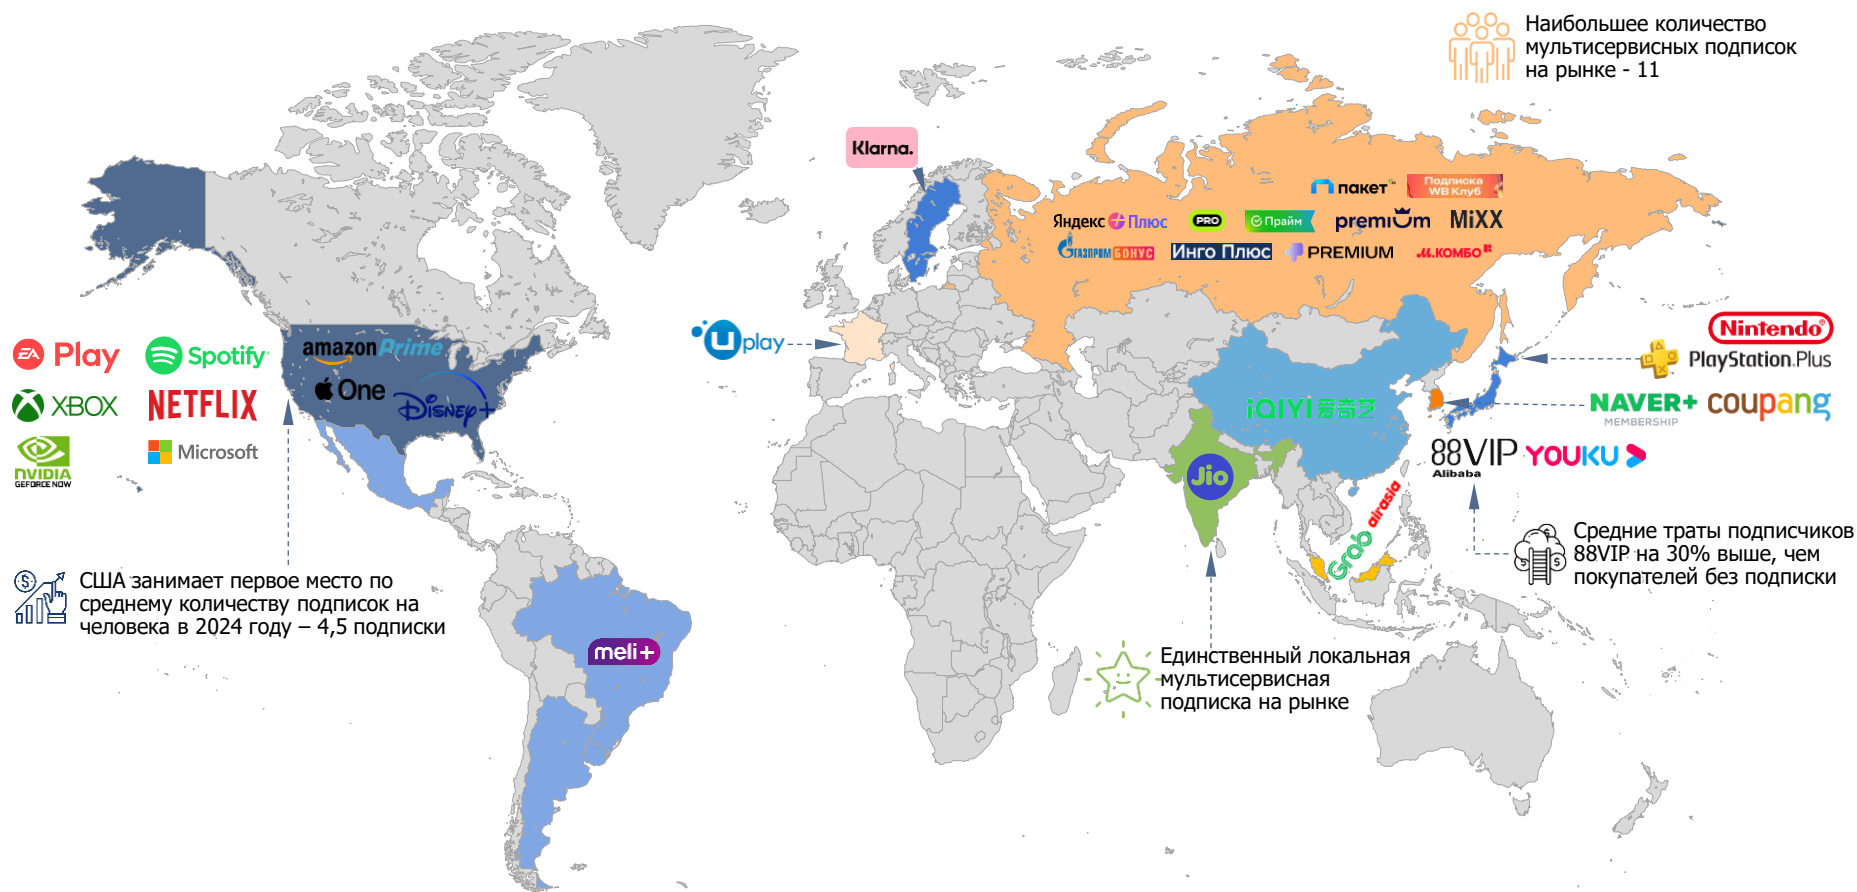 Наибольшее количество
мультисервисных подписок
на рынке - 11
Klarna.
пакет
Подписка
WB Клуб
Яндекс Плюс
PRO
Прайм
premium
MiXX
ГАЗПРОМ БОНУС
Инго Плюс
PREMIUM
М.КОМБО
Uplay
EA Play
Spotify
XBOX
NETFLIX
NVIDIA
GEFORCE NOW
Microsoft
amazon Prime
One
Disney+
Nintendo
PlayStation.Plus
NAVER+
MEMBERSHIP
coupang
iQIYI 爱奇艺
88VIP
Alibaba
YOUKU
Jio
Grab
airasia
Средние траты подписчиков
88VIP на 30% выше, чем
покупателей без подписки
США занимает первое место по
среднему количеству подписок на
человека в 2024 году – 4,5 подписки
meli+
Единственный локальная
мультисервисная
подписка на рынке